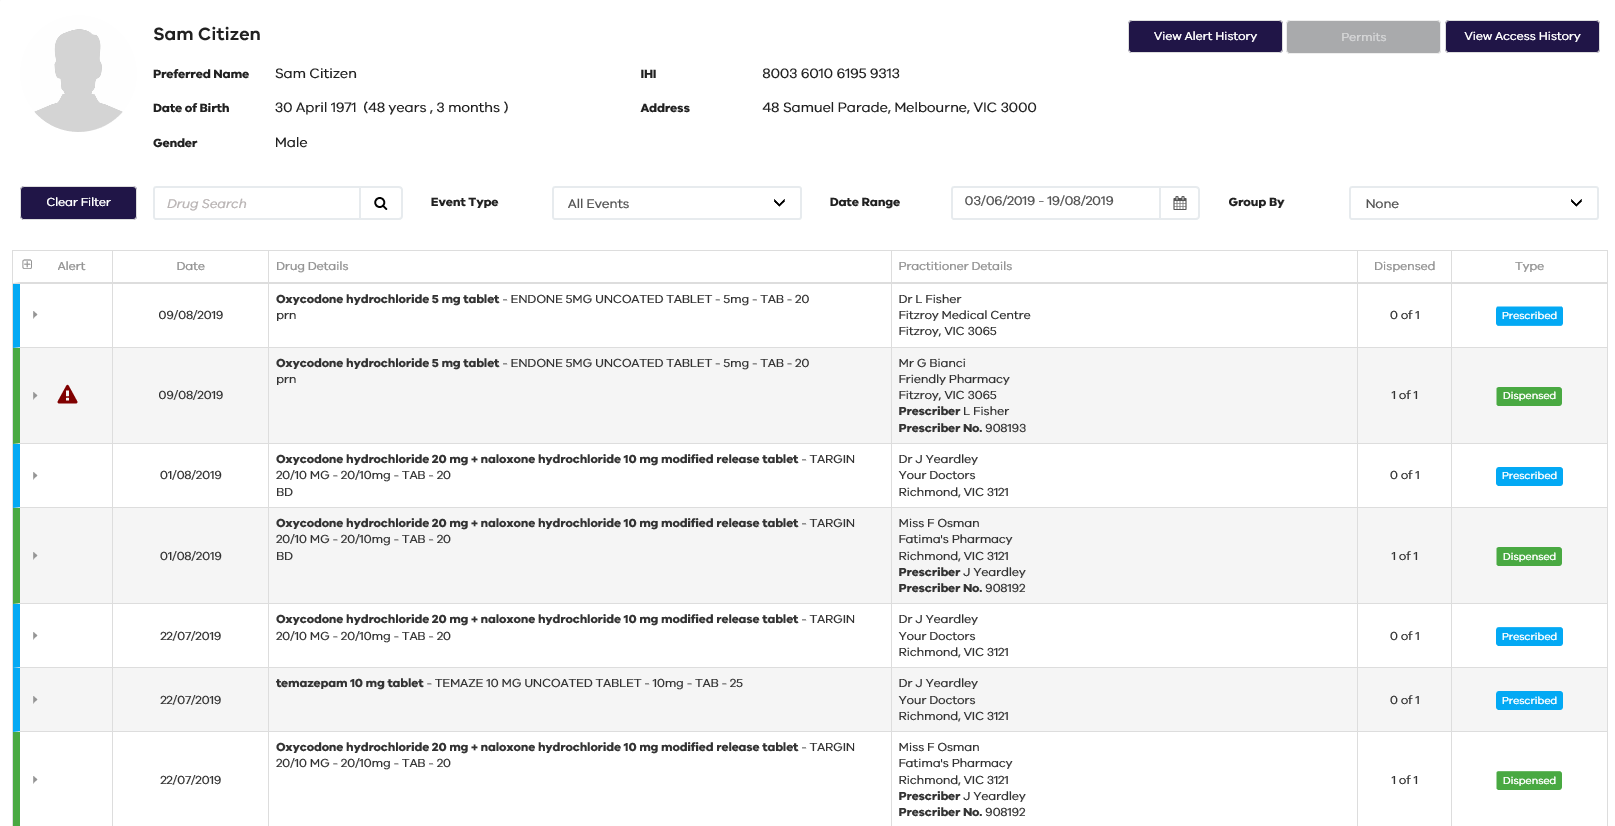 Sam Citizen
View Alert History
Permits
View Access History
Preferred Name Sam Citizen
IHI 8003 6010 6195 9313
Date of Birth 30 April 1971 (48 years , 3 months )
Address 48 Samuel Parade, Melbourne, VIC 3000
Gender Male
Clear Filter
Drug Search
Event Type
All Events
Date Range
03/06/2019 - 19/08/2019
Group By
None
Alert
Date
Drug Details
Practitioner Details
Dispensed
Type
09/08/2019
Oxycodone hydrochloride 5 mg tablet - ENDONE 5MG UNCOATED TABLET - 5mg - TAB - 20
prn
Dr L Fisher
Fitzroy Medical Centre
Fitzroy, VIC 3065
0 of 1
Prescribed
09/08/2019
Oxycodone hydrochloride 5 mg tablet - ENDONE 5MG UNCOATED TABLET - 5mg - TAB - 20
prn
Mr G Bianci
Friendly Pharmacy
Fitzroy, VIC 3065
Prescriber L Fisher
Prescriber No. 908193
1 of 1
Dispensed
01/08/2019
Oxycodone hydrochloride 20 mg + naloxone hydrochloride 10 mg modified release tablet - TARGIN
20/10 MG - 20/10mg - TAB - 20
BD
Dr J Yeardley
Your Doctors
Richmond, VIC 3121
0 of 1
Prescribed
01/08/2019
Oxycodone hydrochloride 20 mg + naloxone hydrochloride 10 mg modified release tablet - TARGIN
20/10 MG - 20/10mg - TAB - 20
BD
Miss F Osman
Fatima's Pharmacy
Richmond, VIC 3121
Prescriber J Yeardley
Prescriber No. 908192
1 of 1
Dispensed
22/07/2019
Oxycodone hydrochloride 20 mg + naloxone hydrochloride 10 mg modified release tablet - TARGIN
20/10 MG - 20/10mg - TAB - 20
Dr J Yeardley
Your Doctors
Richmond, VIC 3121
0 of 1
Prescribed
22/07/2019
temazepam 10 mg tablet - TEMAZE 10 MG UNCOATED TABLET - 10mg - TAB - 25
Dr J Yeardley
Your Doctors
Richmond, VIC 3121
0 of 1
Prescribed
22/07/2019
Oxycodone hydrochloride 20 mg + naloxone hydrochloride 10 mg modified release tablet - TARGIN
20/10 MG - 20/10mg - TAB - 20
Miss F Osman
Fatima's Pharmacy
Richmond, VIC 3121
Prescriber J Yeardley
Prescriber No. 908192
1 of 1
Dispensed